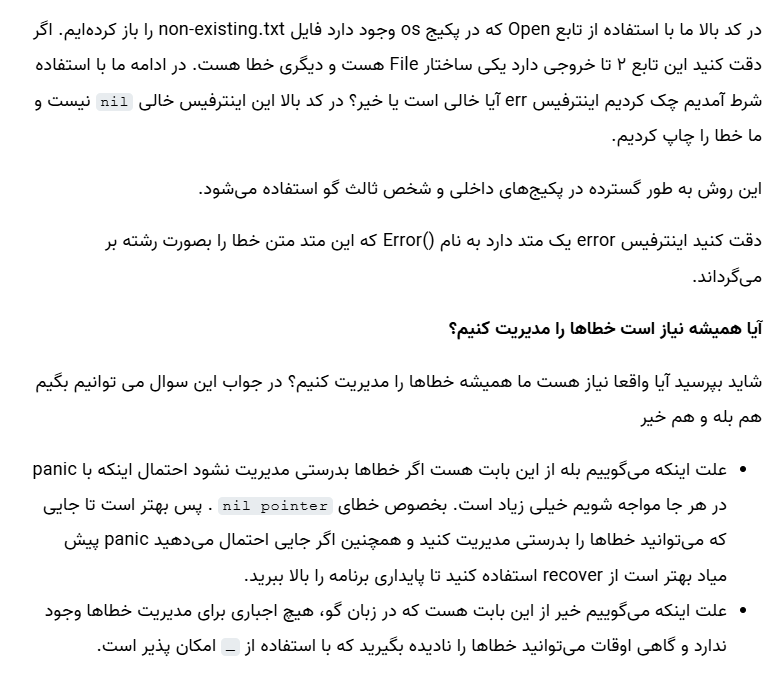 در کد بالا ما با استفاده از تابع Open که در پکیج os وجود دارد فایل non-existing.txt را باز کرده‌ایم. اگر
دقت کنید این تابع ۲ تا خروجی دارد یکی ساختار File هست و دیگری خطا هست. در ادامه ما با استفاده
شرط آمدیم چک کردیم اینترفیس err آیا خالی است یا خیر؟ در کد بالا این اینترفیس خالی nil نیست و
ما خطا را چاپ کردیم.
این روش به طور گسترده در پکیج‌های داخلی و شخص ثالث گو استفاده می‌شود.
دقت کنید اینترفیس error یک متد دارد به نام Error() که این متد متن خطا را بصورت رشته بر
می‌گرداند.
آیا همیشه نیاز است خطاها را مدیریت کنیم؟
شاید بپرسید آیا واقعا نیاز هست ما همیشه خطاها را مدیریت کنیم؟ در جواب این سوال می توانیم بگیم
هم بله و هم خیر
• علت اینکه می‌گوییم بله از این بابت هست اگر خطاها بدرستی مدیریت نشود احتمال اینکه با panic
در هر جا مواجه شویم خیلی زیاد است. بخصوص خطای nil pointer . پس بهتر است تا جایی
که می‌توانید خطاها را بدرستی مدیریت کنید و همچنین اگر جایی احتمال می‌دهید panic پیش
میاد بهتر است از recover استفاده کنید تا پایداری برنامه را بالا ببرید.
• علت اینکه می‌گوییم خیر از این بابت هست که در زبان گو، هیچ اجباری برای مدیریت خطاها وجود
ندارد و گاهی اوقات می‌توانید خطاها را نادیده بگیرید که با استفاده از _ امکان پذیر است.